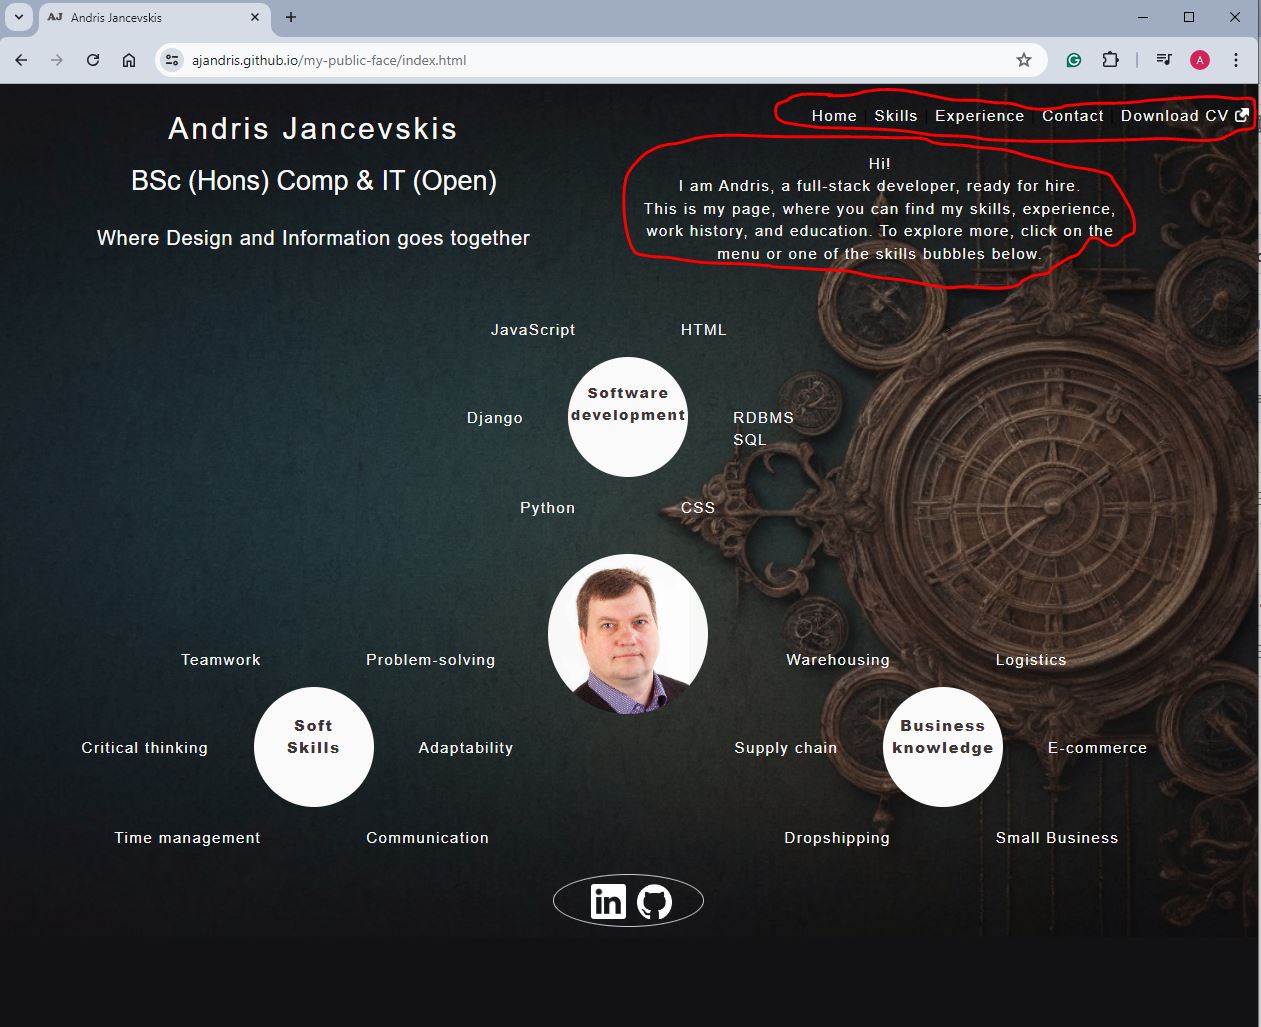 AJ Andris Jancevskis
ajandris.github.io/my-public-face/index.html
A
Andris Jancevskis
BSc (Hons) Comp & IT (Open)
Where Design and Information goes together
Home | Skills | Experience | Contact | Download CV
Hi!
I am Andris, a full-stack developer, ready for hire.
This is my page, where you can find my skills, experience,
work history, and education. To explore more, click on the
menu or one of the skills bubbles below.
JavaScript HTML
Software
development
Django
RDBMS
SQL
Python CSS
Teamwork Problem-solving
Warehousing Logistics
Soft
Skills
Business
knowledge
Critical thinking Adaptability
Supply chain E-commerce
Time management Communication
Dropshipping Small Business
in